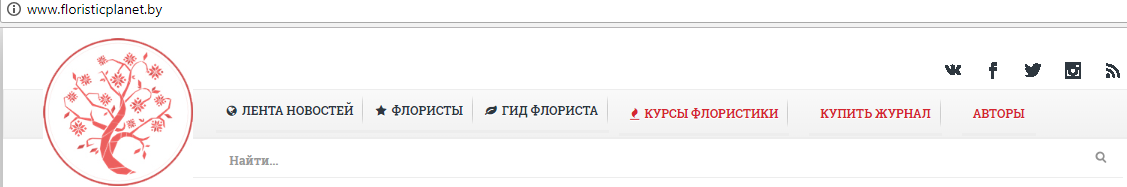 www.floristicplanet.by
ЛЕНТА НОВОСТЕЙ ФЛОРИСТЫ ГИД ФЛОРИСТА КУРСЫ ФЛОРИСТИКИ КУПИТЬ ЖУРНАЛ АВТОРЫ
Найти...